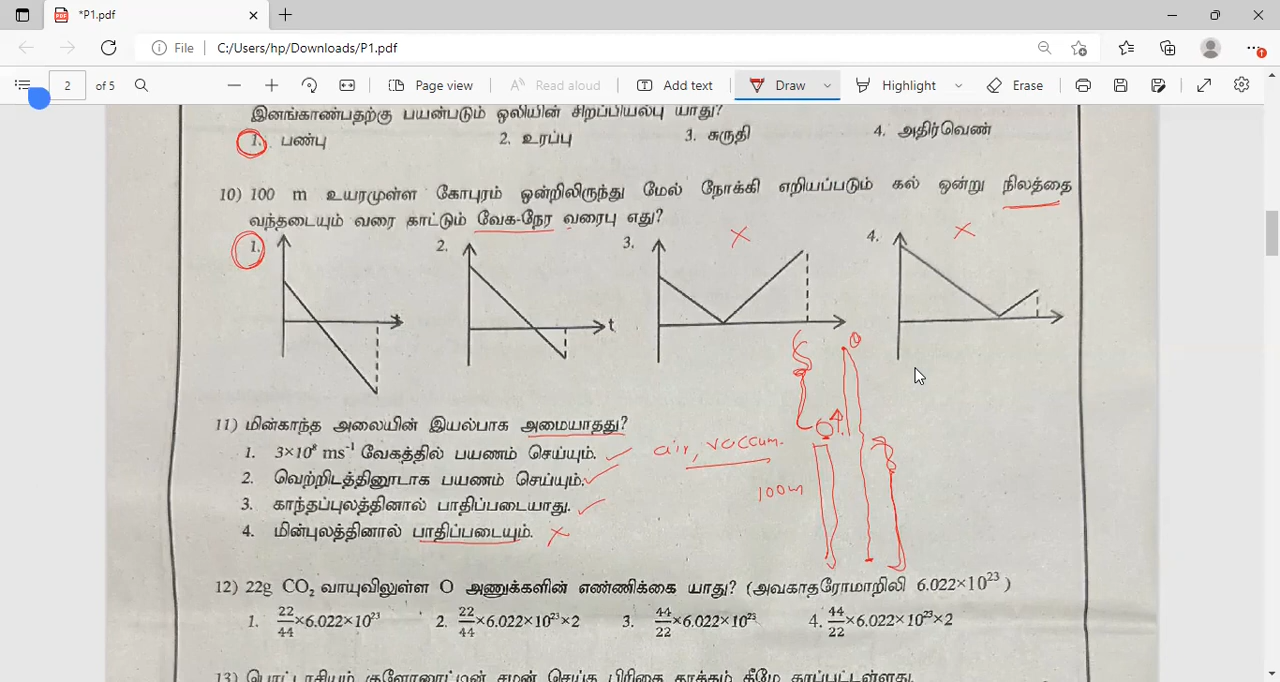 *P1.pdf
File C:/Users/hp/Downloads/P1.pdf
2 of 5 Page view Read aloud Add text Draw Highlight Erase
இனங்காண்பதற்கு பயன்படும் ஒலியின் சிறப்பியல்பு யாது?
1. பண்பு 2. உரப்பு 3. சுருதி 4. அதிர்வெண்
10) 100 m உயரமுள்ள கோபுரம் ஒன்றிலிருந்து மேல் நோக்கி எறியப்படும் கல் ஒன்று நிலத்தை
வந்தடையும் வரை காட்டும் வேக-நேர வரைபு எது?
1. 2. 3. 4.
t
t
11) மின்காந்த அலையின் இயல்பாக அமையாதது?
1. 3×10⁸ ms⁻¹ வேகத்தில் பயணம் செய்யும்.
air, vaccum.
2. வெற்றிடத்தினூடாக பயணம் செய்யும்.
100m
3. காந்தப்புலத்தினால் பாதிப்படையாது.
4. மின்புலத்தினால் பாதிப்படையும்.
12) 22g CO₂ வாயுவிலுள்ள O அணுக்களின் எண்ணிக்கை யாது? (அவகாதரோமாறிலி 6.022×10²³ )
1. 22/44 ×6.022×10²³ 2. 22/44 ×6.022×10²³×2 3. 44/22 ×6.022×10²³ 4. 44/22 ×6.022×10²³×2